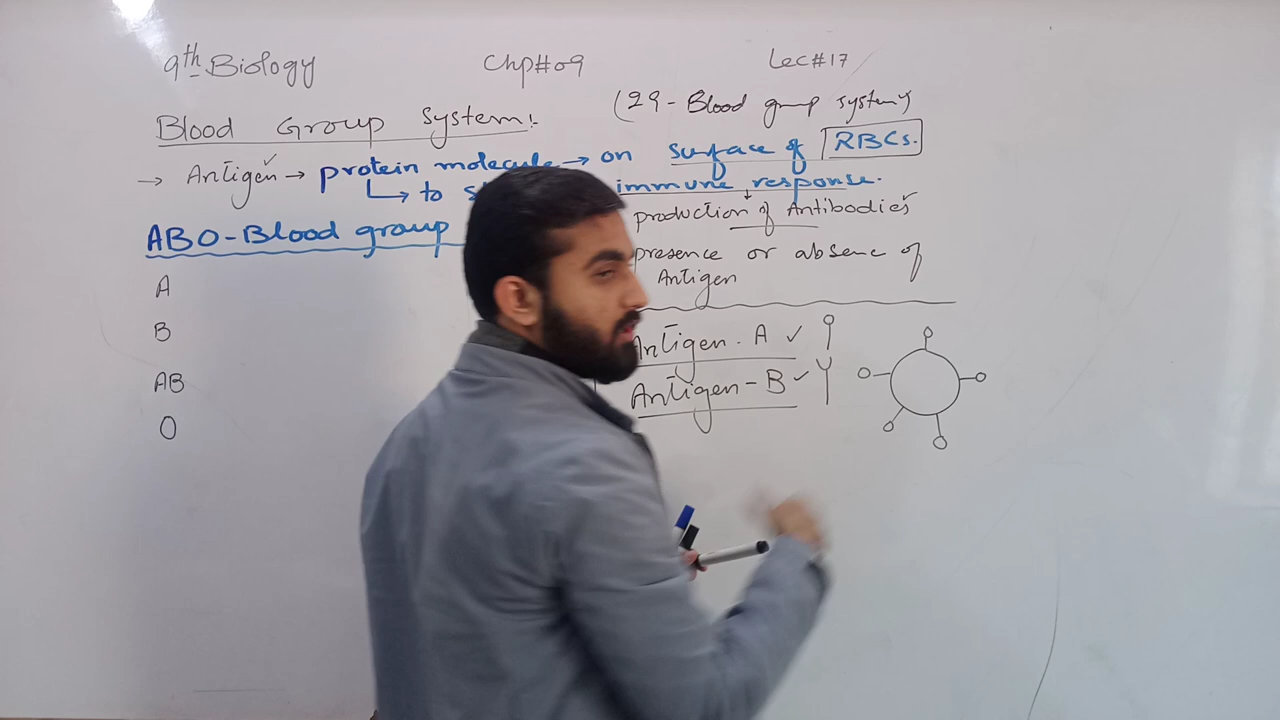 9th Biology Chp#09 Lec#17
Blood Group System:
(29-Blood group system)
→ Antigen → protein molecule → on surface of RBCs.
↳ to immune response.
production of Antibodies
ABO-Blood group
presence or absence of
Antigen
A
B
AB
O
Antigen-A ✓
Antigen-B ✓